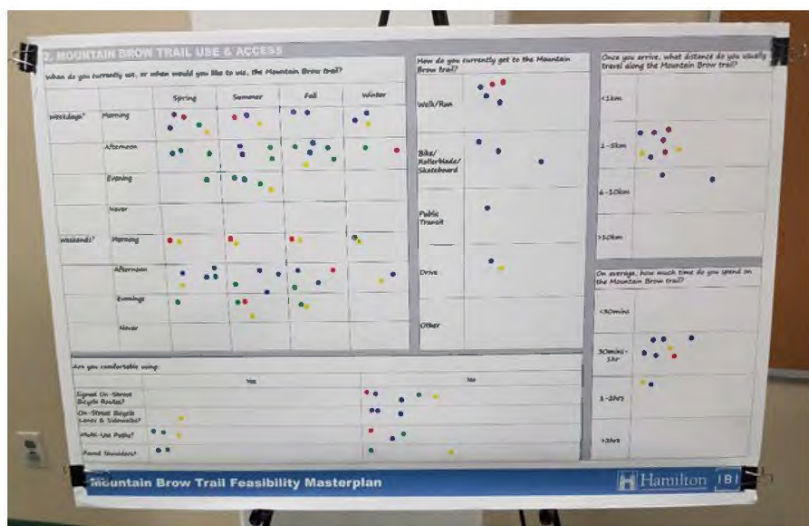 2. MOUNTAIN BROW TRAIL USE & ACCESS
When do you currently use, or when would you like to use, the Mountain Brow trail?
Spring Summer Fall Winter
Weekdays? Morning
Afternoon
Evening
Never
Weekends? Morning
Afternoon
Evenings
Never
How do you currently get to the Mountain
Brow trail?
Walk/Run
Bike/
Rollerblade/
Skateboard
Public
Transit
Drive
Other
Once you arrive, what distance do you usually
travel along the Mountain Brow trail?
<1km
1-5km
6-10km
>10km
On average, how much time do you spend on
the Mountain Brow trail?
<30mins
30mins-
1hr
1-2hrs
>2hrs
Are you comfortable using:
Yes No
Signed On-Street
Bicycle Routes?
On-Street Bicycle
Lanes & Sidewalks?
Multi-Use Paths?
Paved Shoulders?
Mountain Brow Trail Feasibility Masterplan
Hamilton
IBI